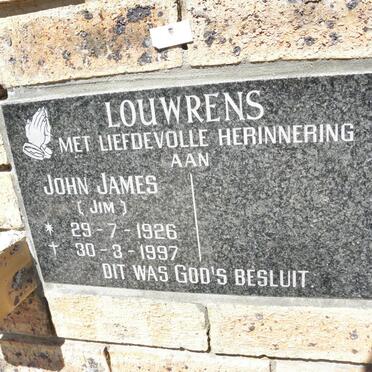 LOUWRENS
MET LIEFDEVOLLE HERINNERING
AAN
JOHN JAMES
( JIM )
* 29-7-1926
† 30-3-1997
DIT WAS GOD'S BESLUIT.